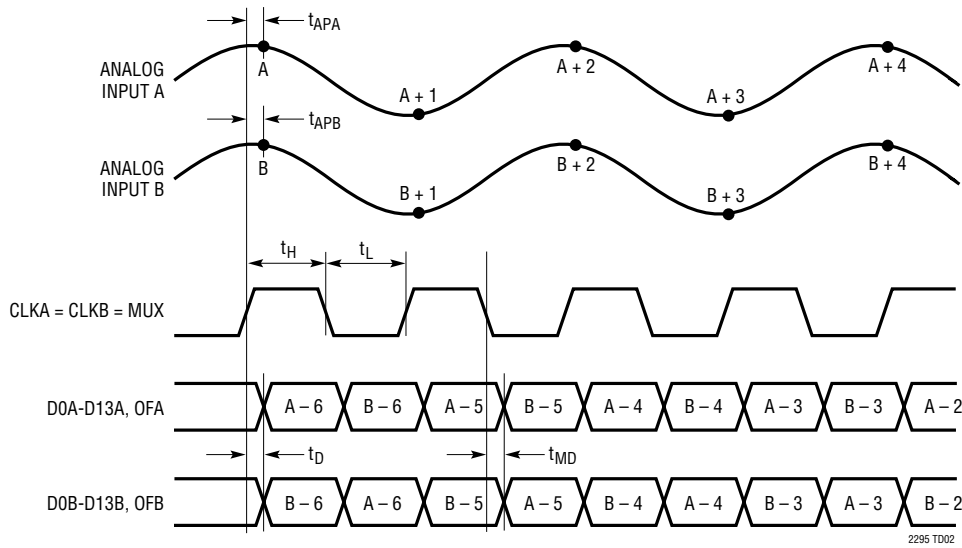 tAPA
ANALOG
INPUT A
A
A + 1
A + 2
A + 3
A + 4
tAPB
ANALOG
INPUT B
B
B + 1
B + 2
B + 3
B + 4
tH
tL
CLKA = CLKB = MUX
D0A-D13A, OFA
A – 6
B – 6
A – 5
B – 5
A – 4
B – 4
A – 3
B – 3
A – 2
tD
tMD
D0B-D13B, OFB
B – 6
A – 6
B – 5
A – 5
B – 4
A – 4
B – 3
A – 3
B – 2
2295 TD02